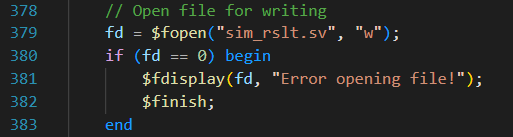 378 // Open file for writing
379 fd = $fopen("sim_rslt.sv", "w");
380 if (fd == 0) begin
381 $fdisplay(fd, "Error opening file!");
382 $finish;
383 end